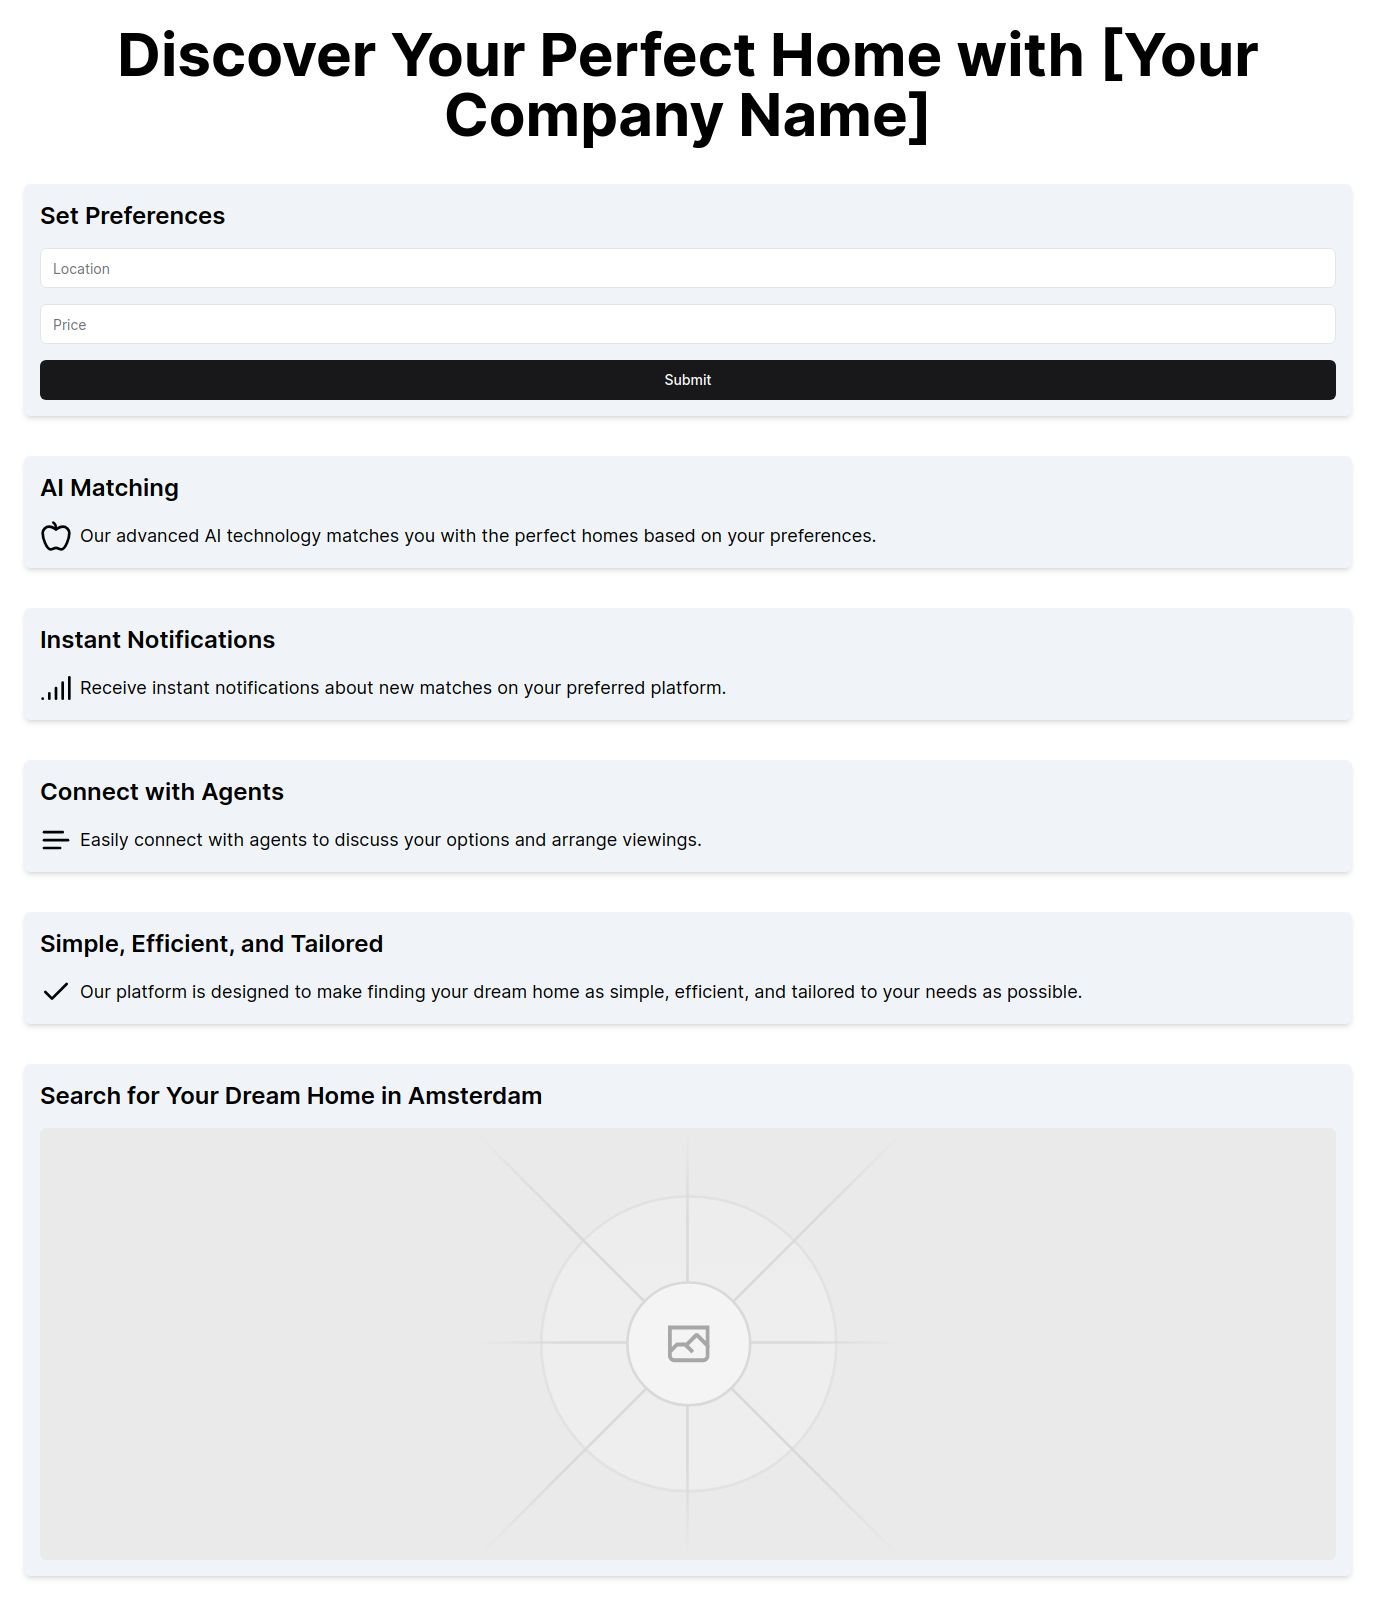 Discover Your Perfect Home with [Your
Company Name]
Set Preferences
Location
Price
Submit
AI Matching
Our advanced AI technology matches you with the perfect homes based on your preferences.
Instant Notifications
Receive instant notifications about new matches on your preferred platform.
Connect with Agents
Easily connect with agents to discuss your options and arrange viewings.
Simple, Efficient, and Tailored
Our platform is designed to make finding your dream home as simple, efficient, and tailored to your needs as possible.
Search for Your Dream Home in Amsterdam